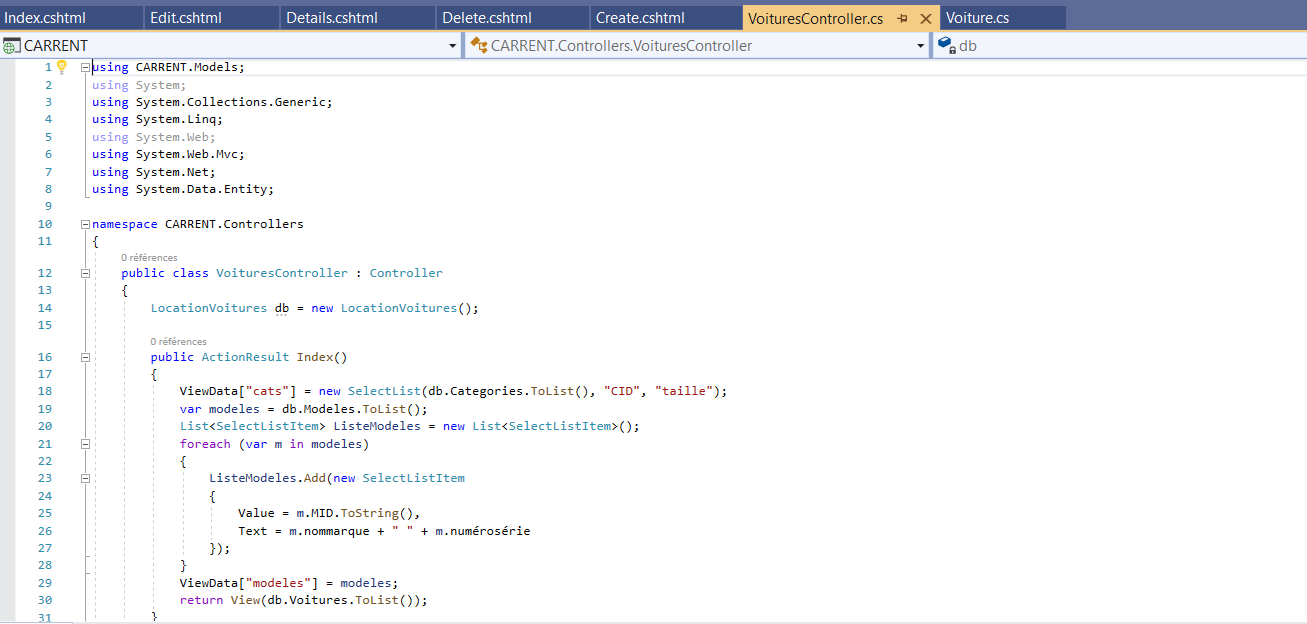 Index.cshtml Edit.cshtml Details.cshtml Delete.cshtml Create.cshtml VoituresController.cs Voiture.cs
CARRENT CARRENT.Controllers.VoituresController db
1 using CARRENT.Models;
2 using System;
3 using System.Collections.Generic;
4 using System.Linq;
5 using System.Web;
6 using System.Web.Mvc;
7 using System.Net;
8 using System.Data.Entity;
9
10 namespace CARRENT.Controllers
11 {
0 références
12 public class VoituresController : Controller
13 {
14 LocationVoitures db = new LocationVoitures();
15
0 références
16 public ActionResult Index()
17 {
18 ViewData["cats"] = new SelectList(db.Categories.ToList(), "CID", "taille");
19 var modeles = db.Modeles.ToList();
20 List<SelectListItem> ListeModeles = new List<SelectListItem>();
21 foreach (var m in modeles)
22 {
23 ListeModeles.Add(new SelectListItem
24 {
25 Value = m.MID.ToString(),
26 Text = m.nommarque + " " + m.numérosérie
27 });
28 }
29 ViewData["modeles"] = modeles;
30 return View(db.Voitures.ToList());
31 }